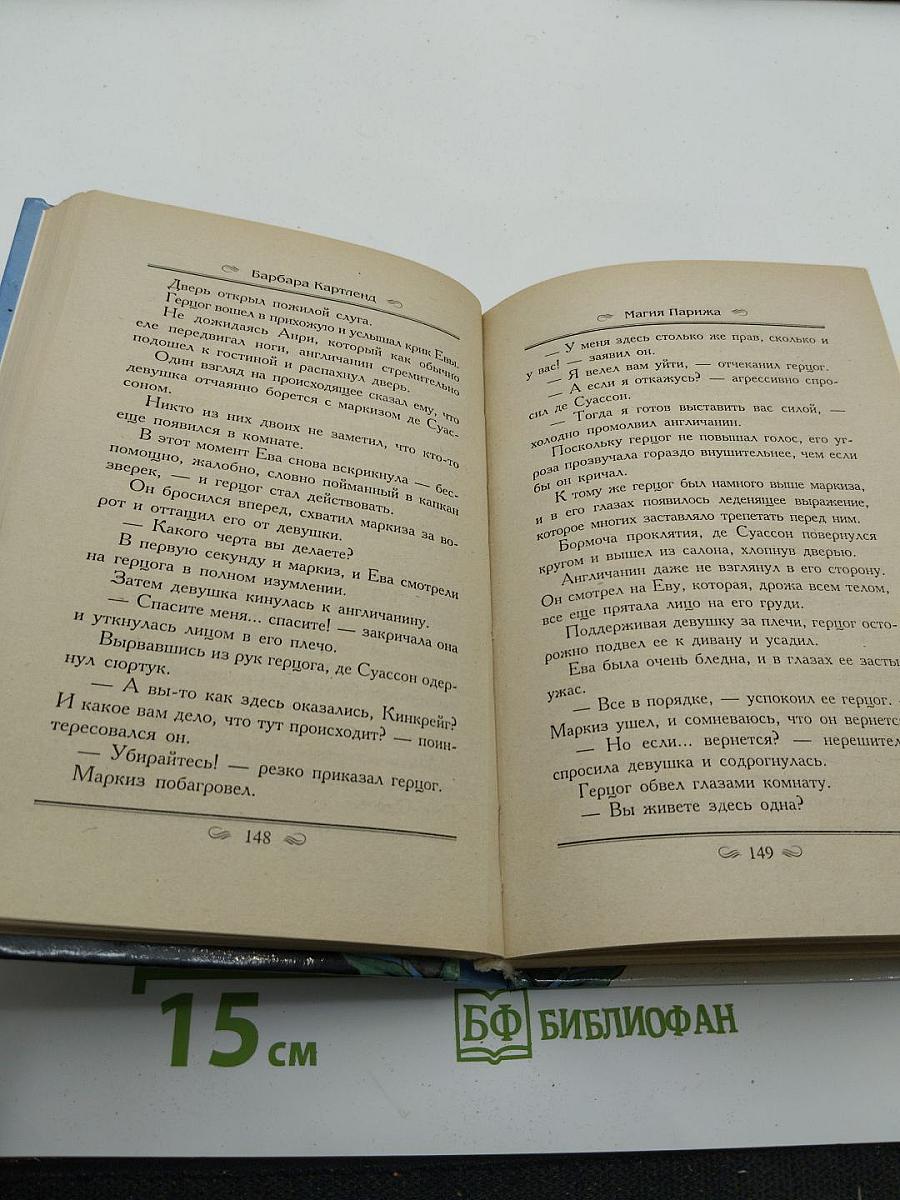 Барбара Картленд
Дверь открыл пожилой слуга.
Герцог вошел в прихожую и услышал крик Евы.
Не дожидаясь Анри, который как обычно
еле передвигал ноги, англичанин стремительно
подошел к гостиной и распахнул дверь.
Один взгляд на происходящее сказал ему, что
девушка отчаянно борется с маркизом де Суас-
соном.
Никто из них двоих не заметил, что кто-то
еще появился в комнате.
В этот момент Ева снова вскрикнула — бес-
помощно, жалобно, словно пойманный в капкан
зверек, — и герцог стал действовать.
Он бросился вперед, схватил маркиза за во-
рот и оттащил его от девушки.
— Какого черта вы делаете?
В первую секунду и маркиз, и Ева смотрели
на герцога в полном изумлении.
Затем девушка кинулась к англичанину.
— Спасите меня... спасите! — закричала она
и уткнулась лицом в его плечо.
Вырвавшись из рук герцога, де Суассон одер-
нул сюртук.
— А вы-то как здесь оказались, Кинкрейг?
И какое вам дело, что тут происходит? — поин-
тересовался он.
— Убирайтесь! — резко приказал герцог.
Маркиз побагровел.
148
Магия Парижа
— У меня здесь столько же прав, сколько и
у вас! — заявил он.
— Я велел вам уйти, — отчеканил герцог.
— А если я откажусь? — агрессивно спро-
сил де Суассон.
— Тогда я готов выставить вас силой, —
холодно промолвил англичанин.
Поскольку герцог не повышал голос, его уг-
роза прозвучала гораздо внушительнее, чем если
бы он кричал.
К тому же герцог был намного выше маркиза,
и в его глазах появилось леденящее выражение,
которое многих заставляло трепетать перед ним.
Бормоча проклятия, де Суассон повернулся
кругом и вышел из салона, хлопнув дверью.
Англичанин даже не взглянул в его сторону.
Он смотрел на Еву, которая, дрожа всем телом,
все еще прятала лицо на его груди.
Поддерживая девушку за плечи, герцог осто-
рожно подвел ее к дивану и усадил.
Ева была очень бледна, и в глазах ее засты
ужас.
— Все в порядке, — успокоил ее герцог. -
Маркиз ушел, и сомневаюсь, что он вернетс
— Но если... вернется? — нерешител
спросила девушка и содрогнулась.
Герцог обвел глазами комнату.
— Вы живете здесь одна?
149
15 см
БФ БИБЛИОФАН